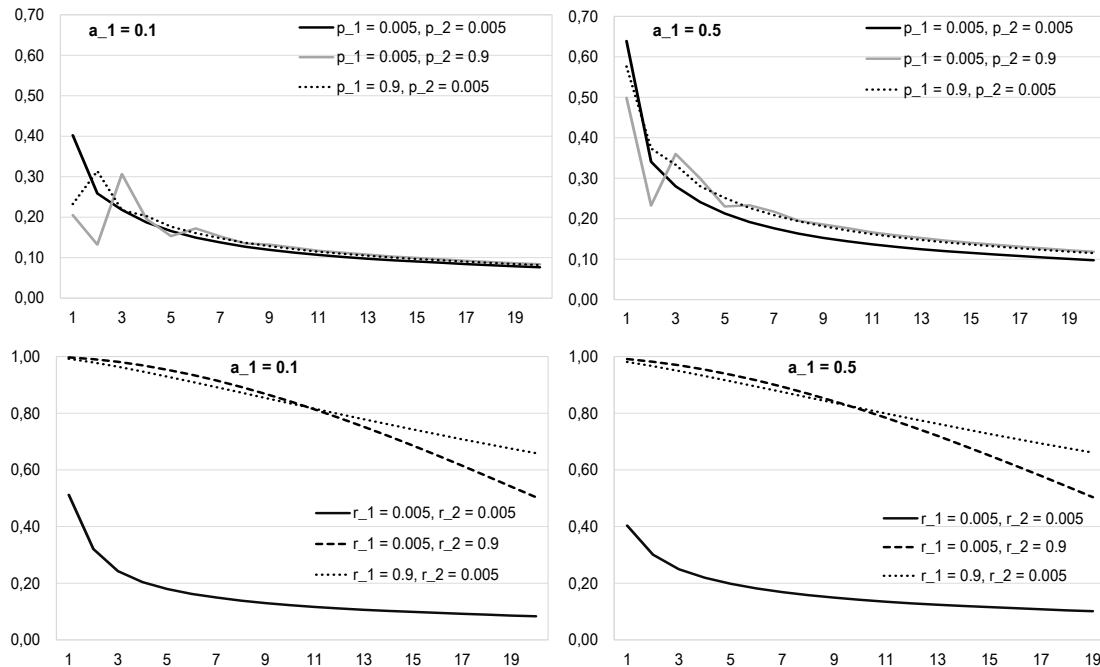 0,70
0,60
0,50
0,40
0,30
0,20
0,10
0,00
a_1 = 0.1
p_1 = 0.005, p_2 = 0.005
p_1 = 0.005, p_2 = 0.9
p_1 = 0.9, p_2 = 0.005
1 3 5 7 9 11 13 15 17 19
0,70
0,60
0,50
0,40
0,30
0,20
0,10
0,00
a_1 = 0.5
p_1 = 0.005, p_2 = 0.005
p_1 = 0.005, p_2 = 0.9
p_1 = 0.9, p_2 = 0.005
1 3 5 7 9 11 13 15 17 19
1,00
0,80
0,60
0,40
0,20
0,00
a_1 = 0.1
r_1 = 0.005, r_2 = 0.005
r_1 = 0.005, r_2 = 0.9
r_1 = 0.9, r_2 = 0.005
1 3 5 7 9 11 13 15 17 19
1,00
0,80
0,60
0,40
0,20
0,00
a_1 = 0.5
r_1 = 0.005, r_2 = 0.005
r_1 = 0.005, r_2 = 0.9
r_1 = 0.9, r_2 = 0.005
1 3 5 7 9 11 13 15 17 19